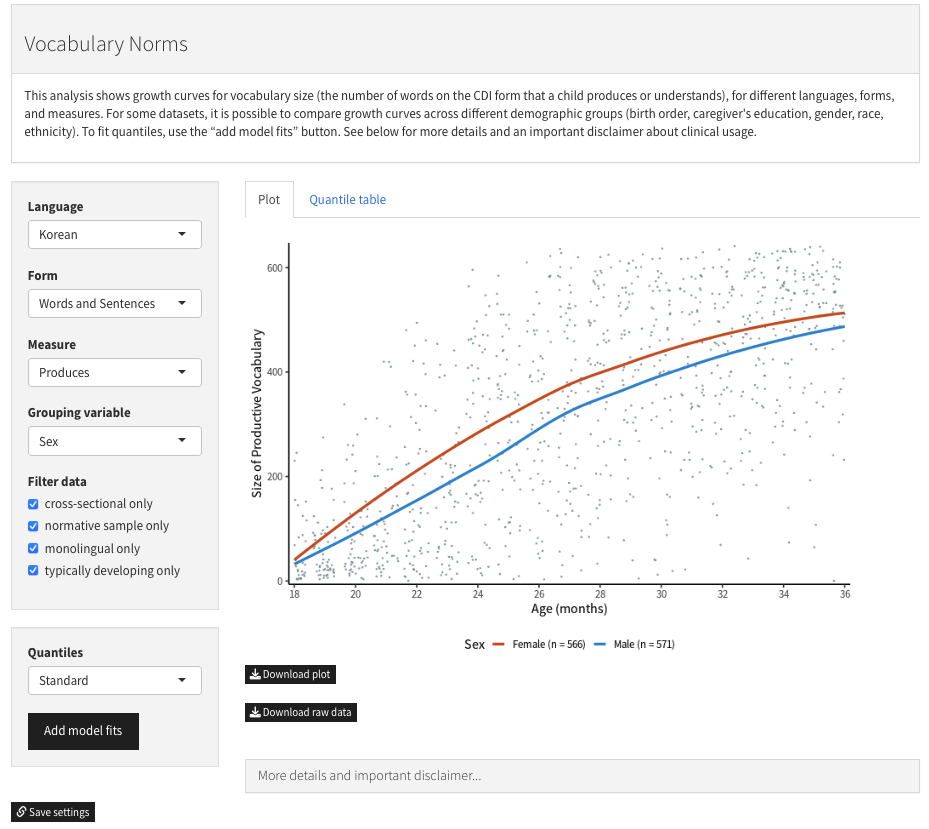 Vocabulary Norms
This analysis shows growth curves for vocabulary size (the number of words on the CDI form that a child produces or understands), for different languages, forms,
and measures. For some datasets, it is possible to compare growth curves across different demographic groups (birth order, caregiver's education, gender, race,
ethnicity). To fit quantiles, use the “add model fits” button. See below for more details and an important disclaimer about clinical usage.
Language
Korean
Form
Words and Sentences
Measure
Produces
Grouping variable
Sex
Filter data
cross-sectional only
normative sample only
monolingual only
typically developing only
Quantiles
Standard
Add model fits
Save settings
Plot
Quantile table
Size of Productive Vocabulary
600
400
200
0
18 20 22 24 26 28 30 32 34 36
Age (months)
Sex Female (n = 566) Male (n = 571)
Download plot
Download raw data
More details and important disclaimer...